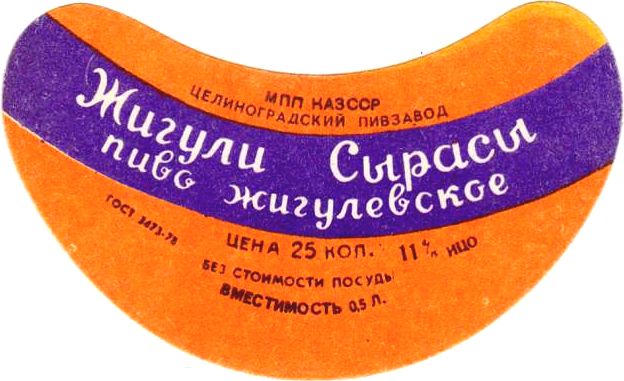 МПП КАЗССР
ЦЕЛИНОГРАДСКИЙ ПИВЗАВОД
Жигули Сырасы
пиво жигулевское
ГОСТ 3473-78
ЦЕНА 25 КОП. 11%
БЕЗ СТОИМОСТИ ПОСУДЫ
ВМЕСТИМОСТЬ 0,5 Л.